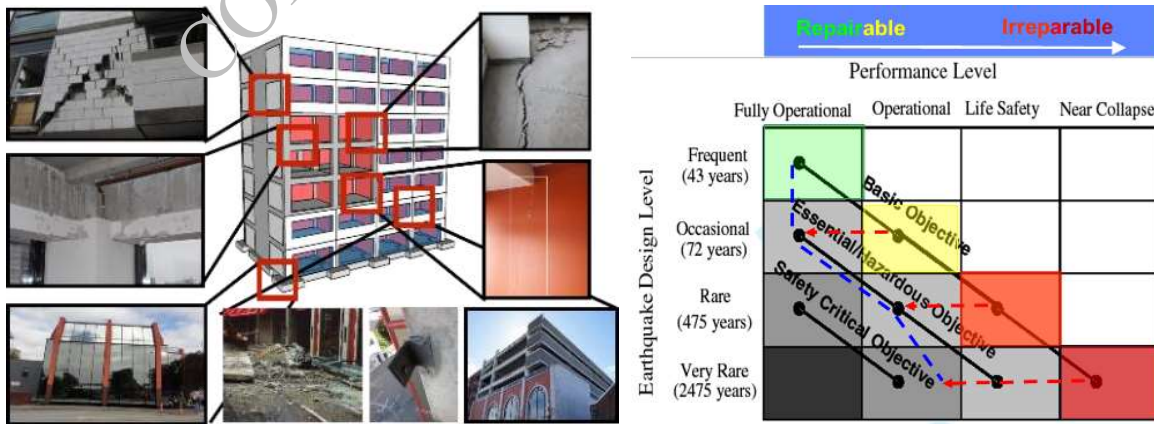 CO
Repairable
Irreparable
Performance Level
Fully Operational
Operational
Life Safety
Near Collapse
Earthquake Design Level
Frequent
(43 years)
Occasional
(72 years)
Rare
(475 years)
Very Rare
(2475 years)
Basic Objective
Essential/Hazardous Objective
Safety Critical Objective